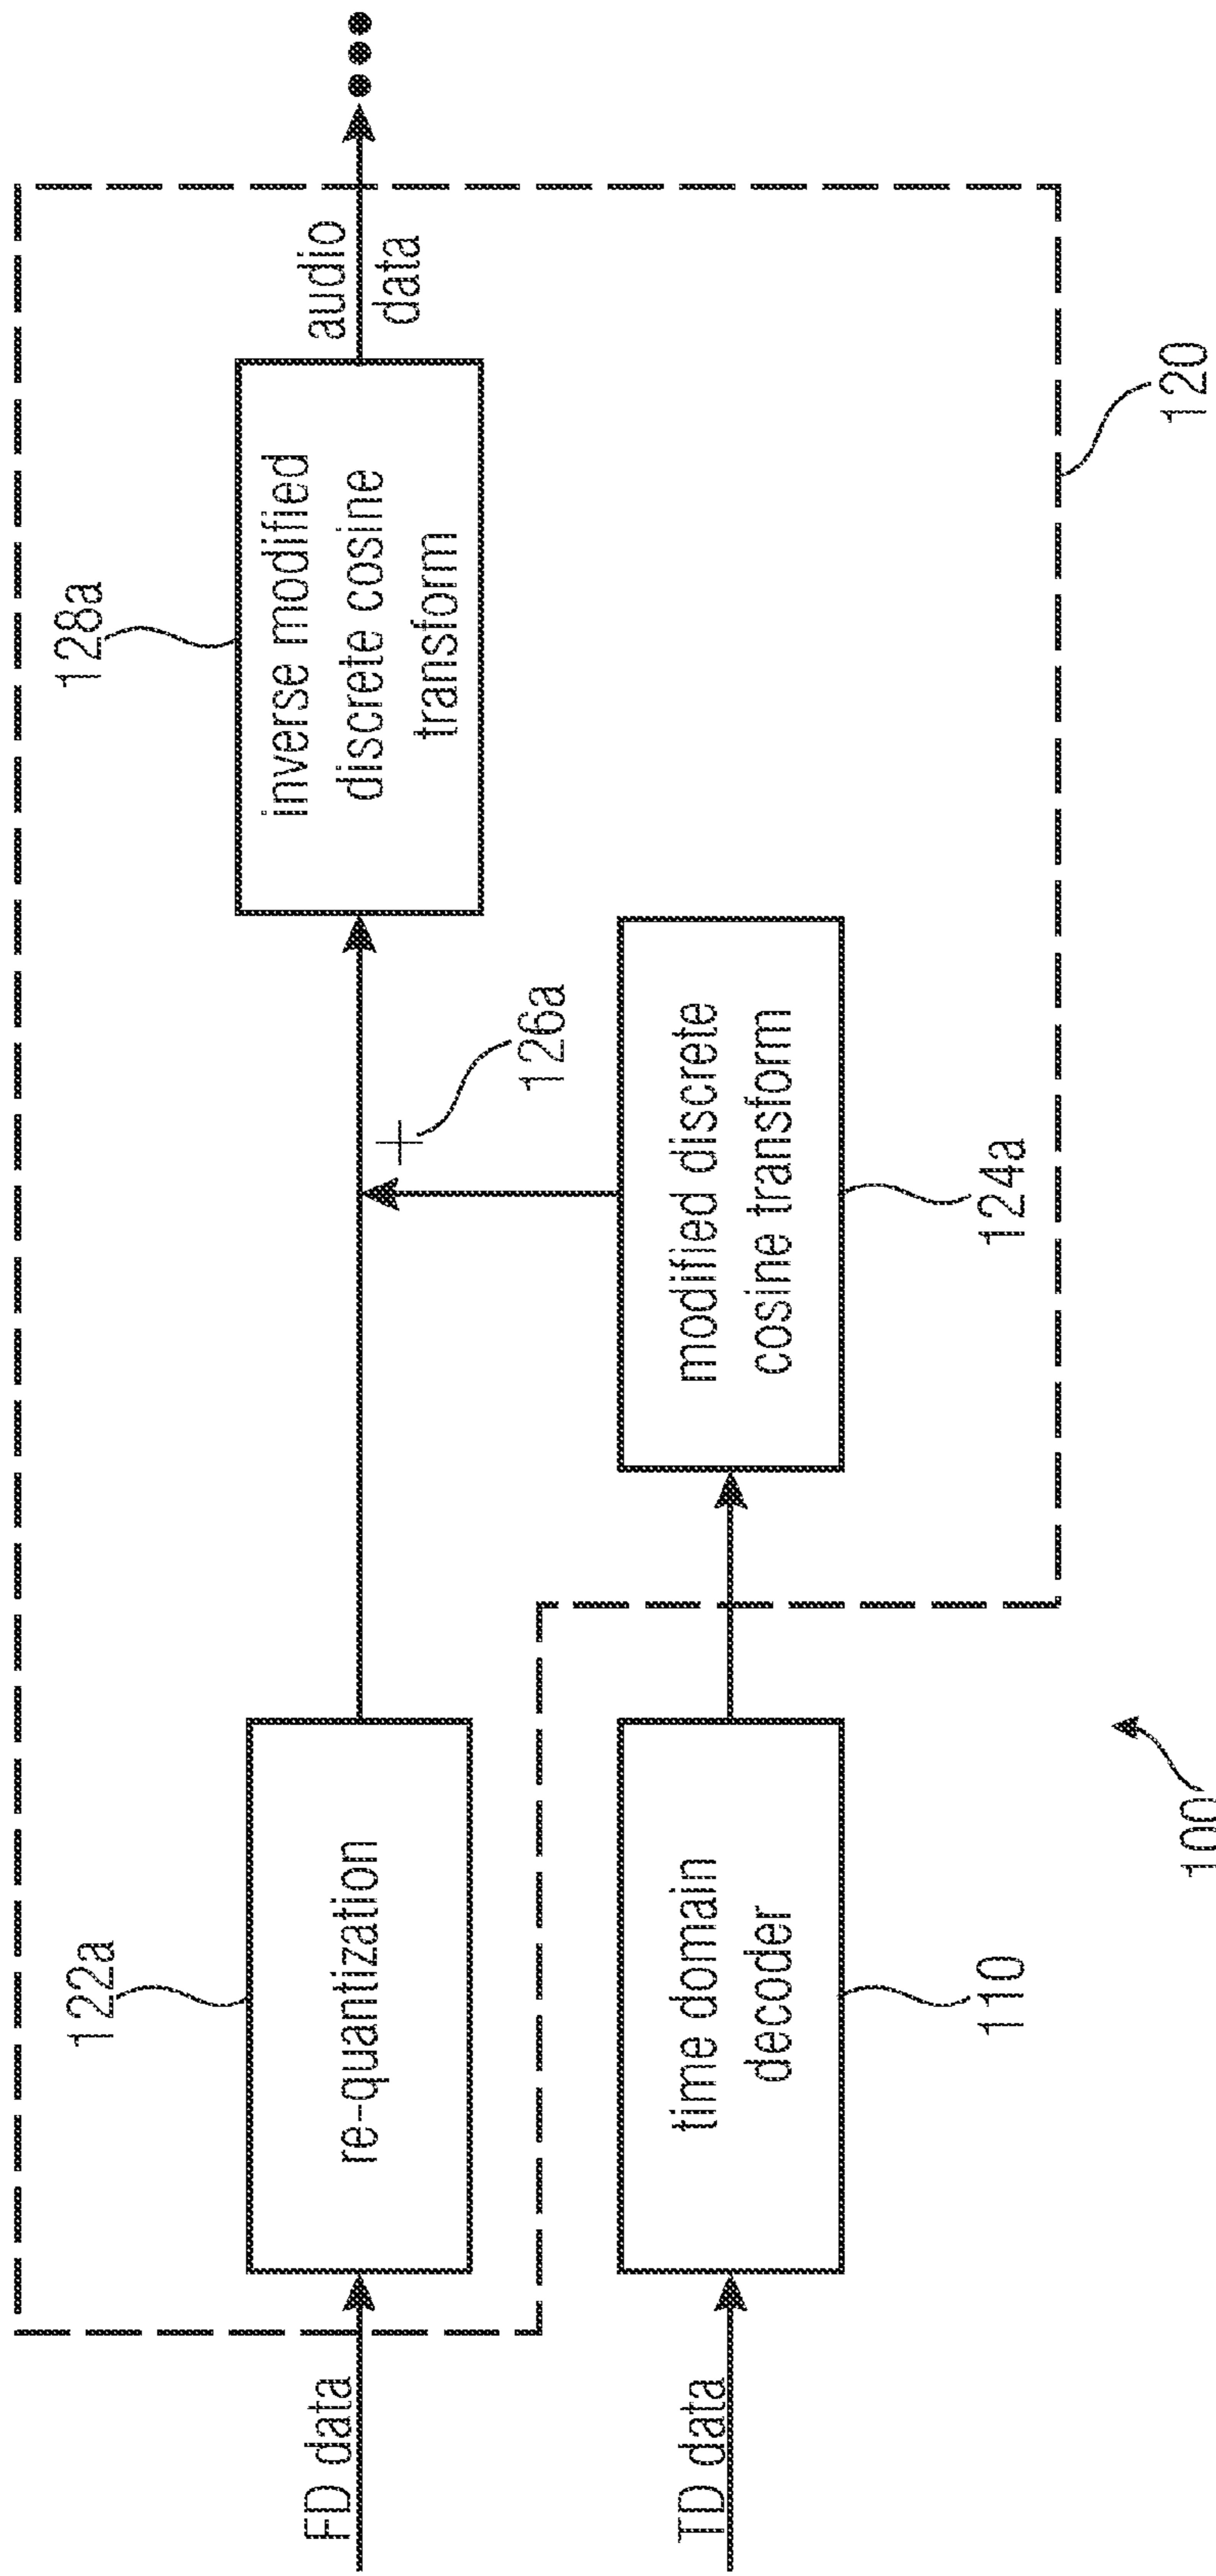 FD data
122a
re-quantization
126a
+
128a
inverse modified
discrete cosine
transform
audio
data
TD data
time domain
decoder
110
modified discrete
cosine transform
124a
100
120